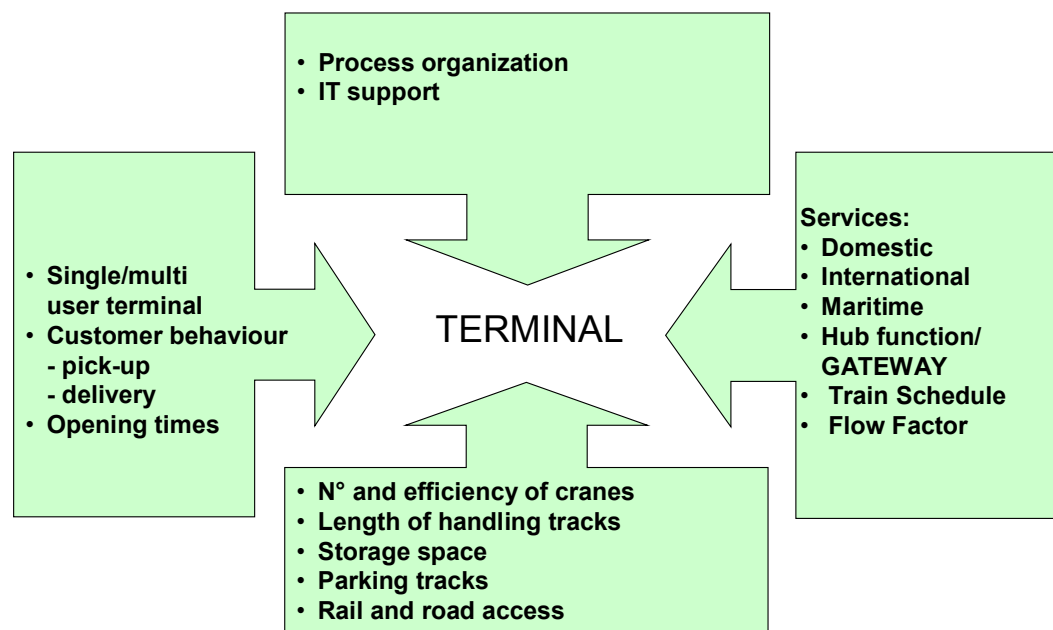 • Process organization
• IT support
• Single/multi
user terminal
• Customer behaviour
- pick-up
- delivery
• Opening times
TERMINAL
Services:
• Domestic
• International
• Maritime
• Hub function/
GATEWAY
• Train Schedule
• Flow Factor
• N° and efficiency of cranes
• Length of handling tracks
• Storage space
• Parking tracks
• Rail and road access